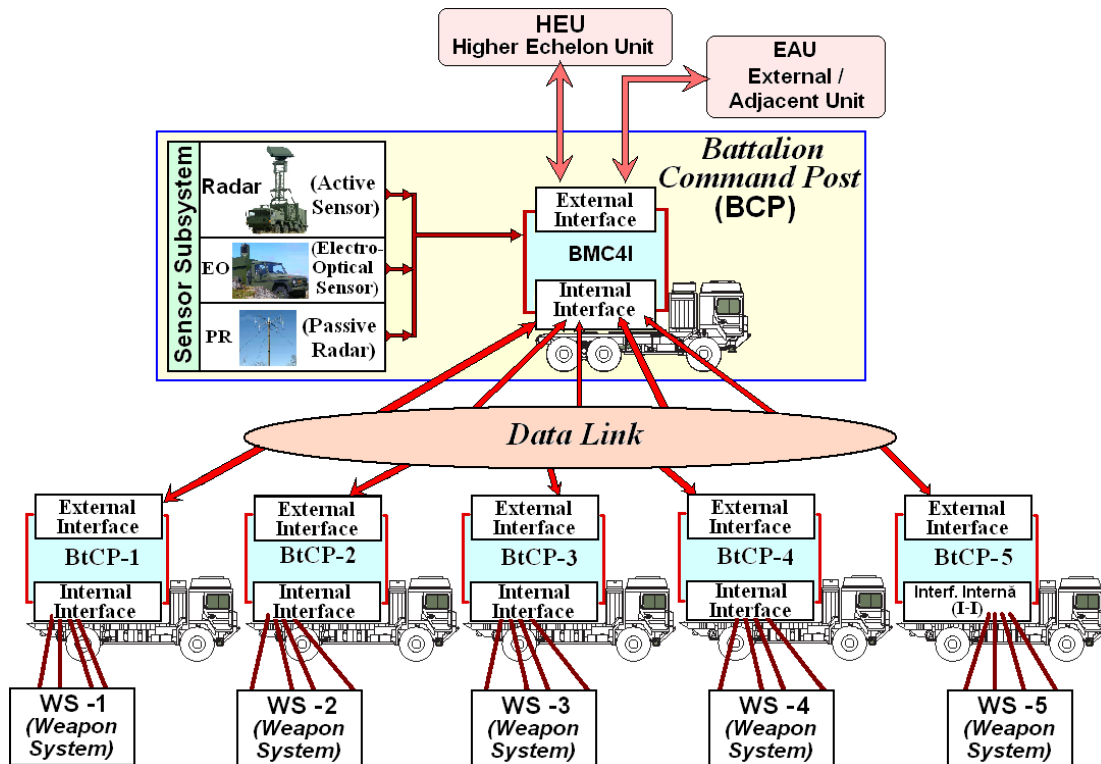 HEU
Higher Echelon Unit
EAU
External /
Adjacent Unit
Sensor Subsystem
Radar
(Active
Sensor)
EO
(Electro-
Optical
Sensor)
PR
(Passive
Radar)
Battalion
Command Post
(BCP)
External
Interface
BMC4I
Internal
Interface
Data Link
External
Interface
BtCP-1
Internal
Interface
External
Interface
BtCP-2
Internal
Interface
External
Interface
BtCP-3
Internal
Interface
External
Interface
BtCP-4
Internal
Interface
External
Interface
BtCP-5
Interf. Internă
(I-I)
WS -1
(Weapon
System)
WS -2
(Weapon
System)
WS -3
(Weapon
System)
WS -4
(Weapon
System)
WS -5
(Weapon
System)